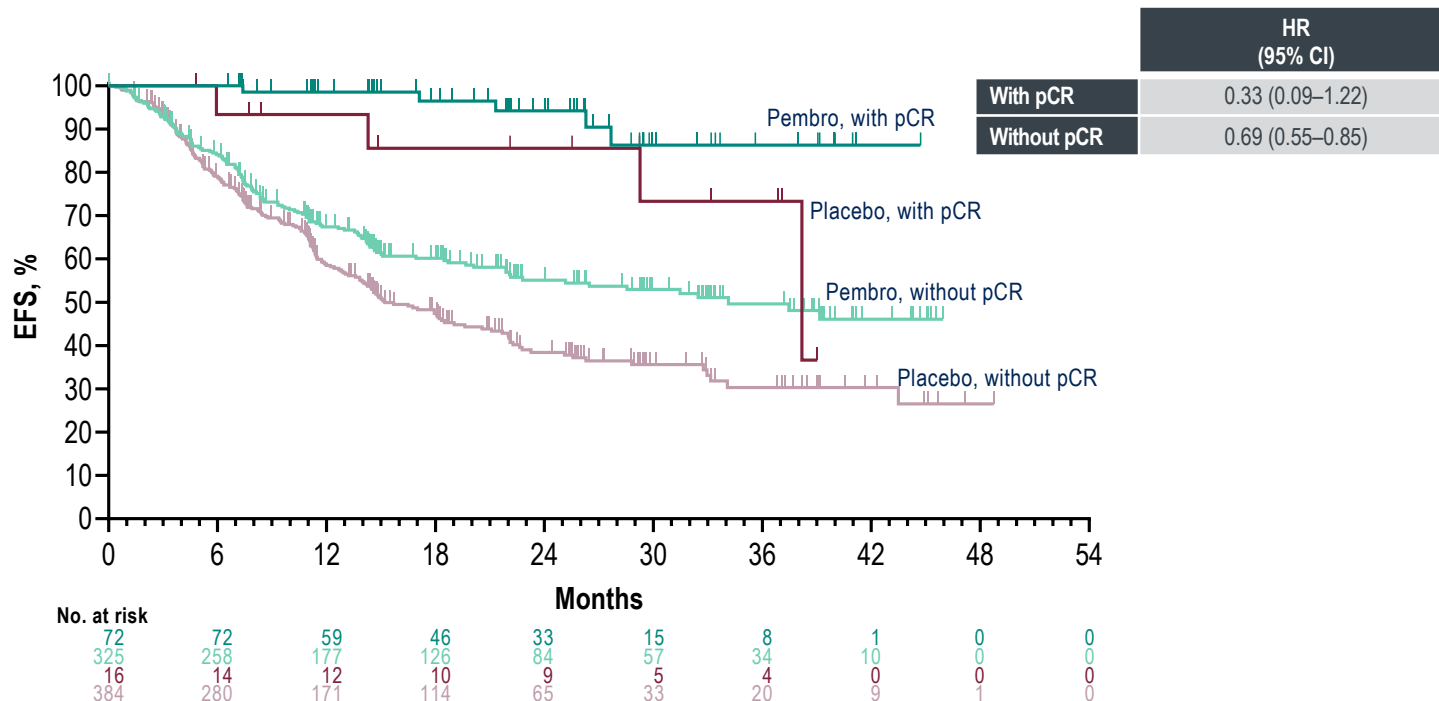 HR
(95% CI)
With pCR 0.33 (0.09–1.22)
Without pCR 0.69 (0.55–0.85)
EFS, %
100
90
80
70
60
50
40
30
20
10
0
Pembro, with pCR
Placebo, with pCR
Pembro, without pCR
Placebo, without pCR
0 6 12 18 24 30 36 42 48 54
Months
No. at risk
72 72 59 46 33 15 8 1 0 0
325 258 177 126 84 57 34 10 0 0
16 14 12 10 9 5 4 0 0 0
384 280 171 114 65 33 20 9 1 0